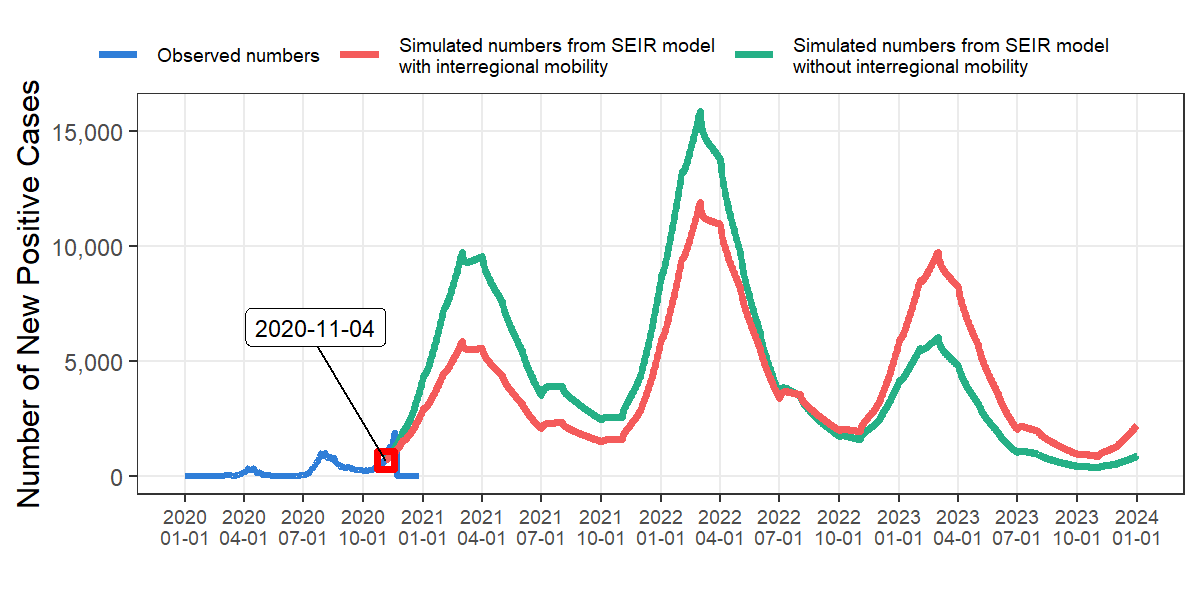 Observed numbers
Simulated numbers from SEIR model
with interregional mobility
Simulated numbers from SEIR model
without interregional mobility
Number of New Positive Cases
15,000
10,000
5,000
0
2020-11-04
2020 2020 2020 2020 2021 2021 2021 2021 2022 2022 2022 2022 2023 2023 2023 2023 2024
01-01 04-01 07-01 10-01 01-01 04-01 07-01 10-01 01-01 04-01 07-01 10-01 01-01 04-01 07-01 10-01 01-01